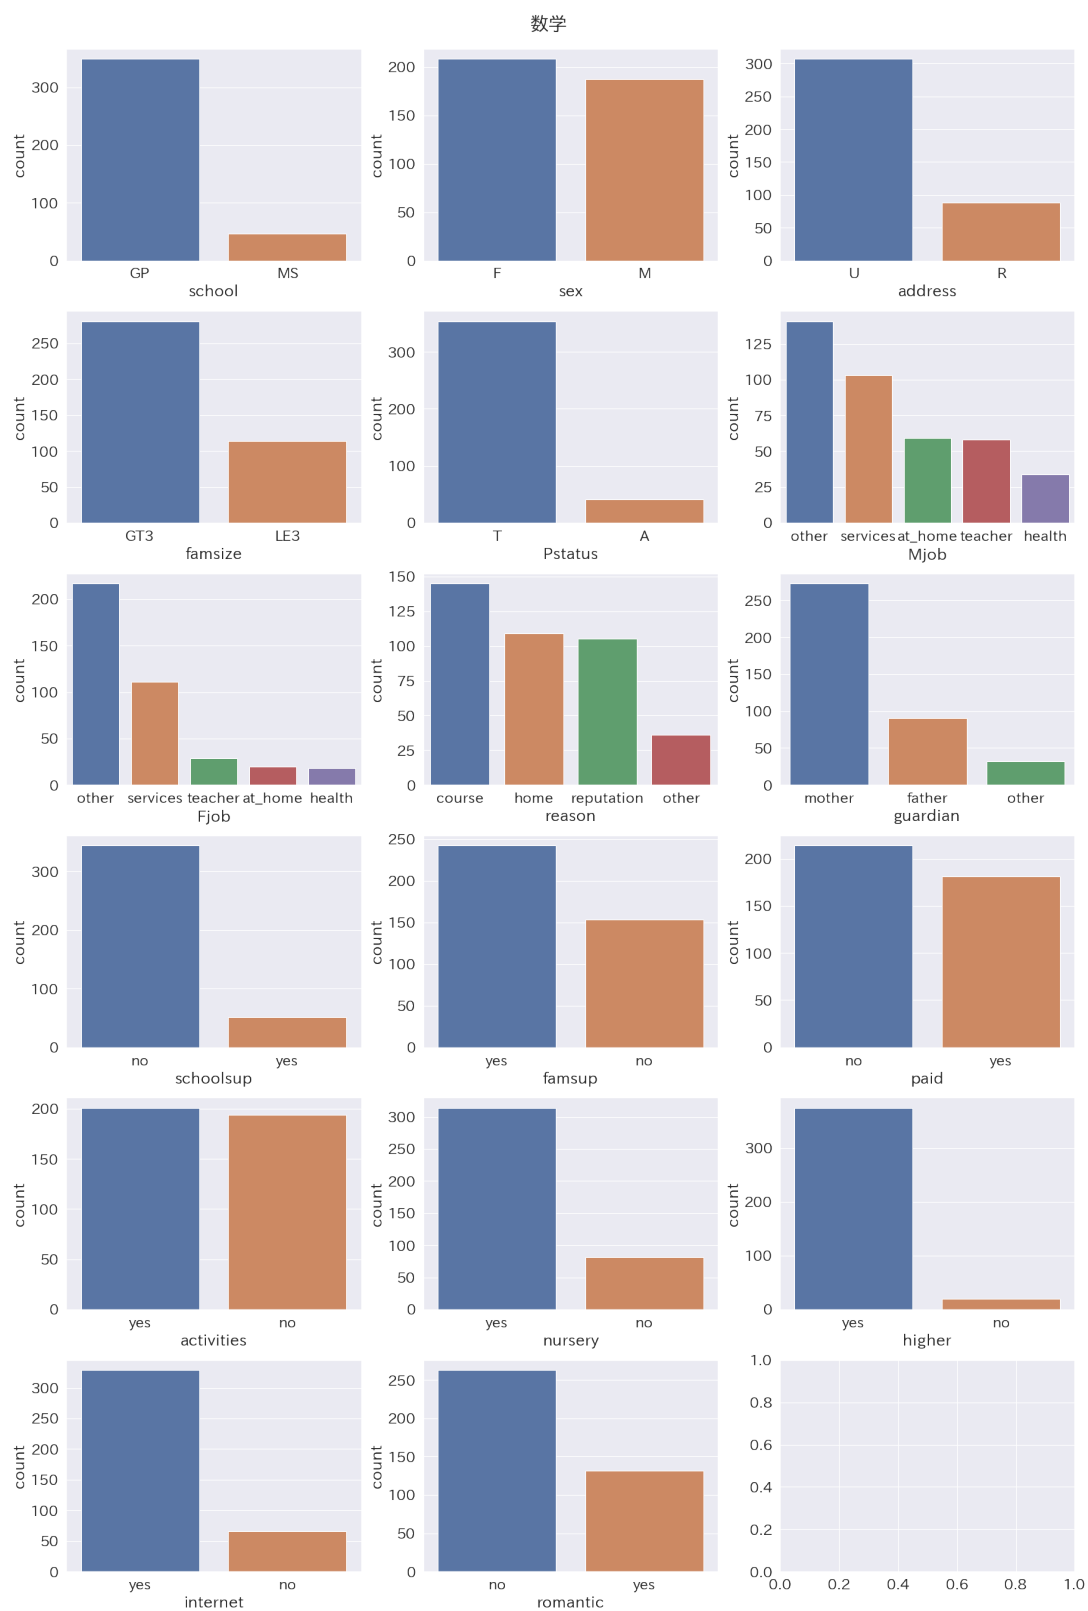 数学
count
300
200
100
0
GP MS
school
count
200
150
100
50
0
F M
sex
count
300
250
200
150
100
50
0
U R
address
count
250
200
150
100
50
0
GT3 LE3
famsize
count
300
200
100
0
T A
Pstatus
count
125
100
75
50
25
0
other services at_home teacher health
Mjob
count
200
150
100
50
0
other services teacher at_home health
Fjob
count
150
125
100
75
50
25
0
course home reputation other
reason
count
250
200
150
100
50
0
mother father other
guardian
count
300
200
100
0
no yes
schoolsup
count
250
200
150
100
50
0
yes no
famsup
count
200
150
100
50
0
no yes
paid
count
200
150
100
50
0
yes no
activities
count
300
250
200
150
100
50
0
yes no
nursery
count
300
200
100
0
yes no
higher
count
300
250
200
150
100
50
0
yes no
internet
count
250
200
150
100
50
0
no yes
romantic
1.0
0.8
0.6
0.4
0.2
0.0
0.0 0.2 0.4 0.6 0.8 1.0